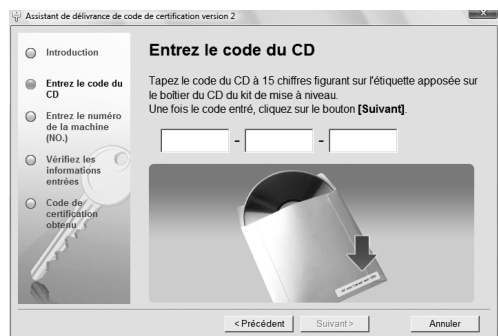 Assistant de délivrance de code de certification version 2
Introduction
Entrez le code du
CD
Entrez le numéro
de la machine
(NO.)
Vérifiez les
informations
entrées
Code de
certification
obtenu
Entrez le code du CD
Tapez le code du CD à 15 chiffres figurant sur l'étiquette apposée sur
le boîtier du CD du kit de mise à niveau.
Une fois le code entré, cliquez sur le bouton [Suivant].
- -
< Précédent Suivant > Annuler